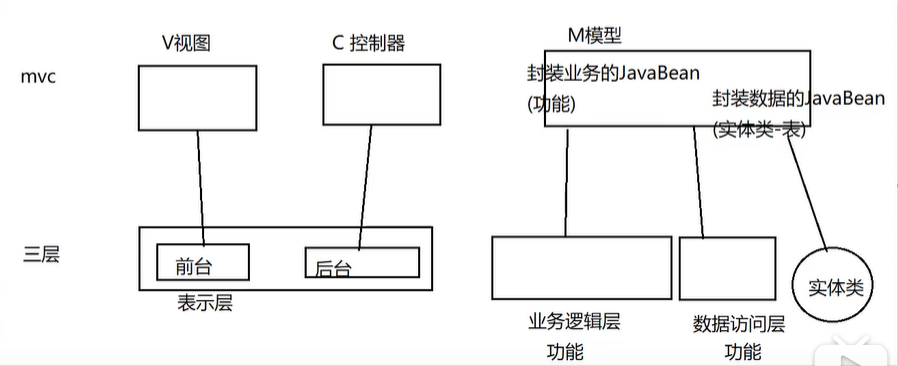 V视图
C 控制器
M模型
mvc
封装业务的JavaBean
(功能)
封装数据的JavaBean
(实体类-表)
三层
前台
后台
实体类
表示层
业务逻辑层
功能
数据访问层
功能